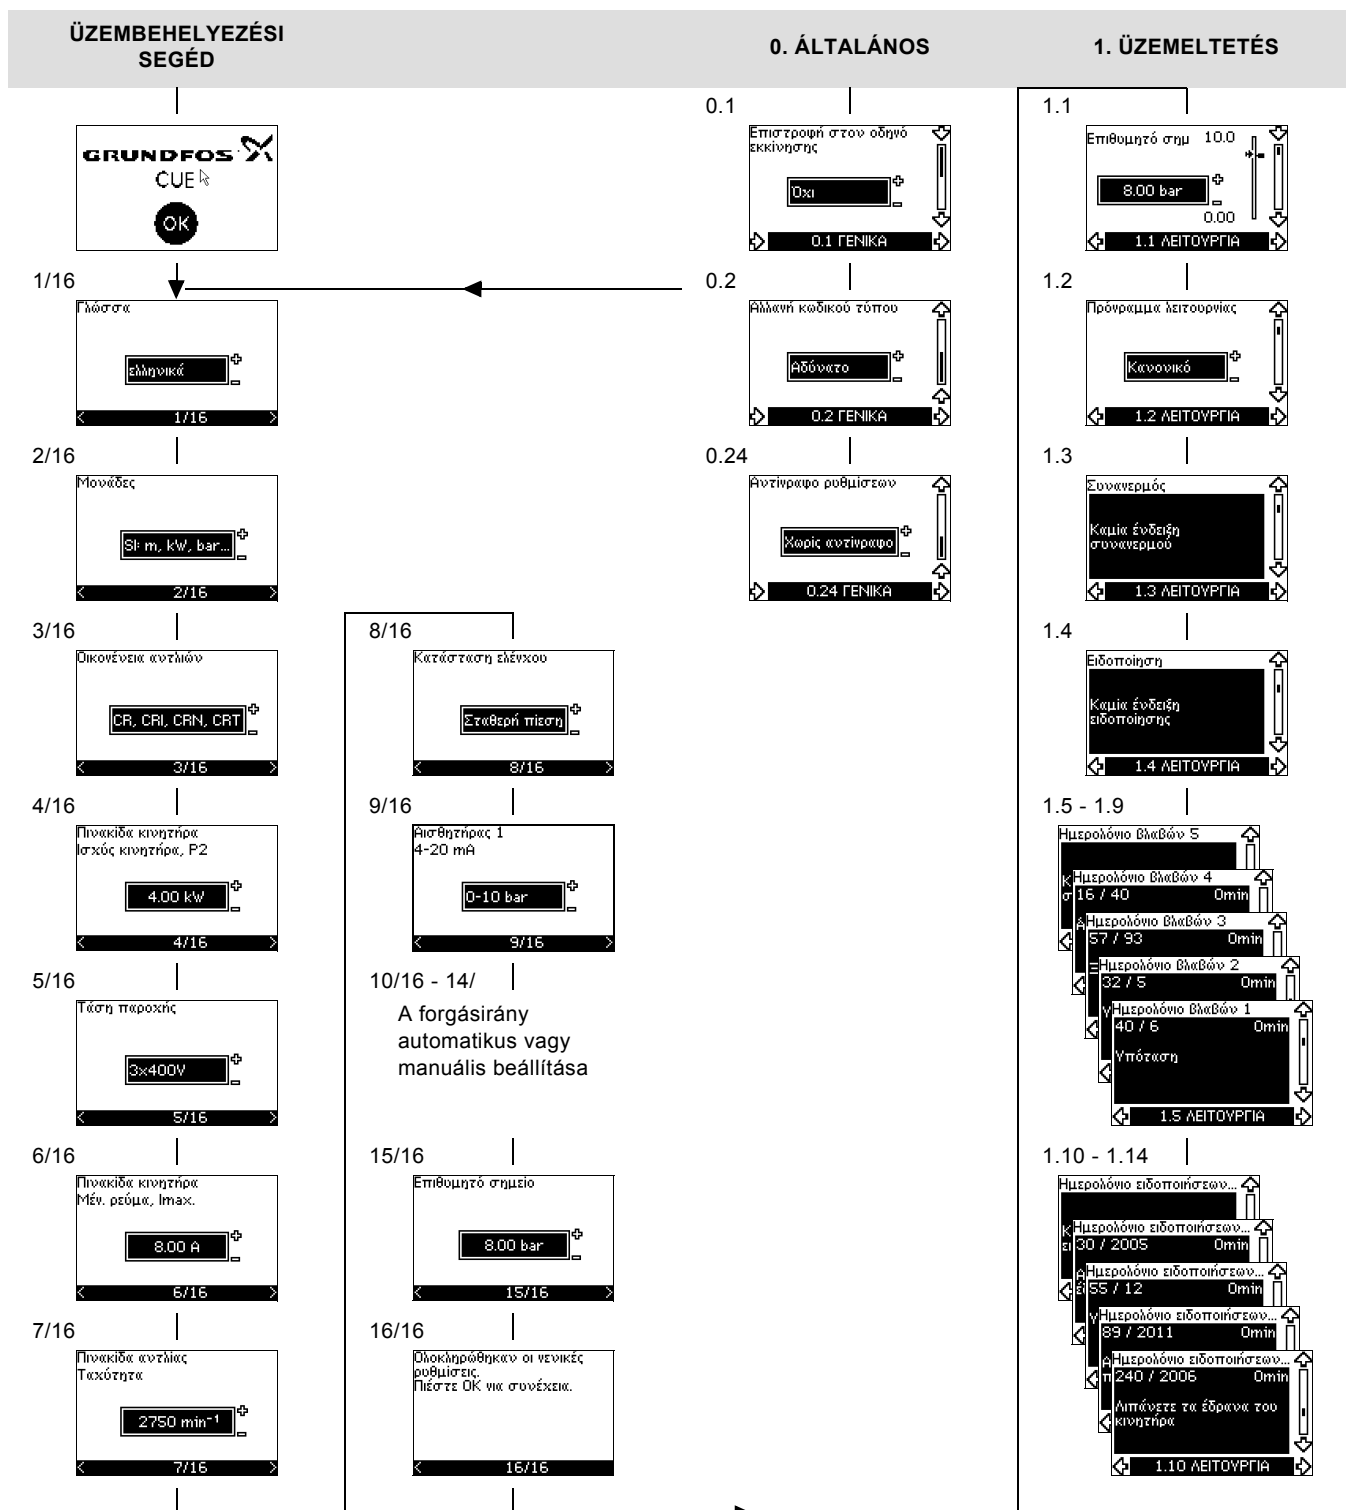 ÜZEMBEHELYEZÉSI
SEGÉD
0. ÁLTALÁNOS
1. ÜZEMELTETÉS
GRUNDFOS
CUE
OK
1/16
Γλώσσα
ελληνικά
1/16
2/16
Μονάδες
SI: m, kW, bar...
2/16
3/16
Οικογένεια αντλιών
CR, CRI, CRN, CRT
3/16
4/16
Πινακίδα κινητήρα
Ισχύς κινητήρα, P2
4.00 kW
4/16
5/16
Τάση παροχής
3x400V
5/16
6/16
Πινακίδα κινητήρα
Μέγ. ρεύμα, Imax.
8.00 A
6/16
7/16
Πινακίδα αντλίας
Ταχύτητα
2750 min⁻¹
7/16
8/16
Κατάσταση ελέγχου
Σταθερή πίεση
8/16
9/16
Αισθητήρας 1
4-20 mA
0-10 bar
9/16
10/16 - 14/
A forgásirány
automatikus vagy
manuális beállítása
15/16
Επιθυμητό σημείο
8.00 bar
15/16
16/16
Ολοκληρώθηκαν οι γενικές
ρυθμίσεις.
Πιέστε OK για συνέχεια.
16/16
0.1
Επιστροφή στον οδηγό
εκκίνησης
Όχι
0.1 ΓΕΝΙΚΑ
0.2
Αλλαγή κωδικού τύπου
Αδύνατο
0.2 ΓΕΝΙΚΑ
0.24
Αντίγραφο ρυθμίσεων
Χωρίς αντίγραφο
0.24 ΓΕΝΙΚΑ
1.1
Επιθυμητό σημ 10.0
8.00 bar
0.00
1.1 ΛΕΙΤΟΥΡΓΙΑ
1.2
Πρόγραμμα λειτουργίας
Κανονικό
1.2 ΛΕΙΤΟΥΡΓΙΑ
1.3
Συναγερμός
Καμία ένδειξη
συναγερμού
1.3 ΛΕΙΤΟΥΡΓΙΑ
1.4
Ειδοποίηση
Καμία ένδειξη
ειδοποίησης
1.4 ΛΕΙΤΟΥΡΓΙΑ
1.5 - 1.9
Ημερολόγιο βλαβών 5
Ημερολόγιο βλαβών 4
16 / 40 0min
Ημερολόγιο βλαβών 3
57 / 93 0min
Ημερολόγιο βλαβών 2
32 / 5 0min
Ημερολόγιο βλαβών 1
40 / 6 0min
Υπόταση
1.5 ΛΕΙΤΟΥΡΓΙΑ
1.10 - 1.14
Ημερολόγιο ειδοποιήσεων...
Ημερολόγιο ειδοποιήσεων...
30 / 2005 0min
Ημερολόγιο ειδοποιήσεων...
55 / 12 0min
Ημερολόγιο ειδοποιήσεων...
89 / 2011 0min
Ημερολόγιο ειδοποιήσεων...
240 / 2006 0min
Λιπάνετε τα έδρανα του
κινητήρα
1.10 ΛΕΙΤΟΥΡΓΙΑ